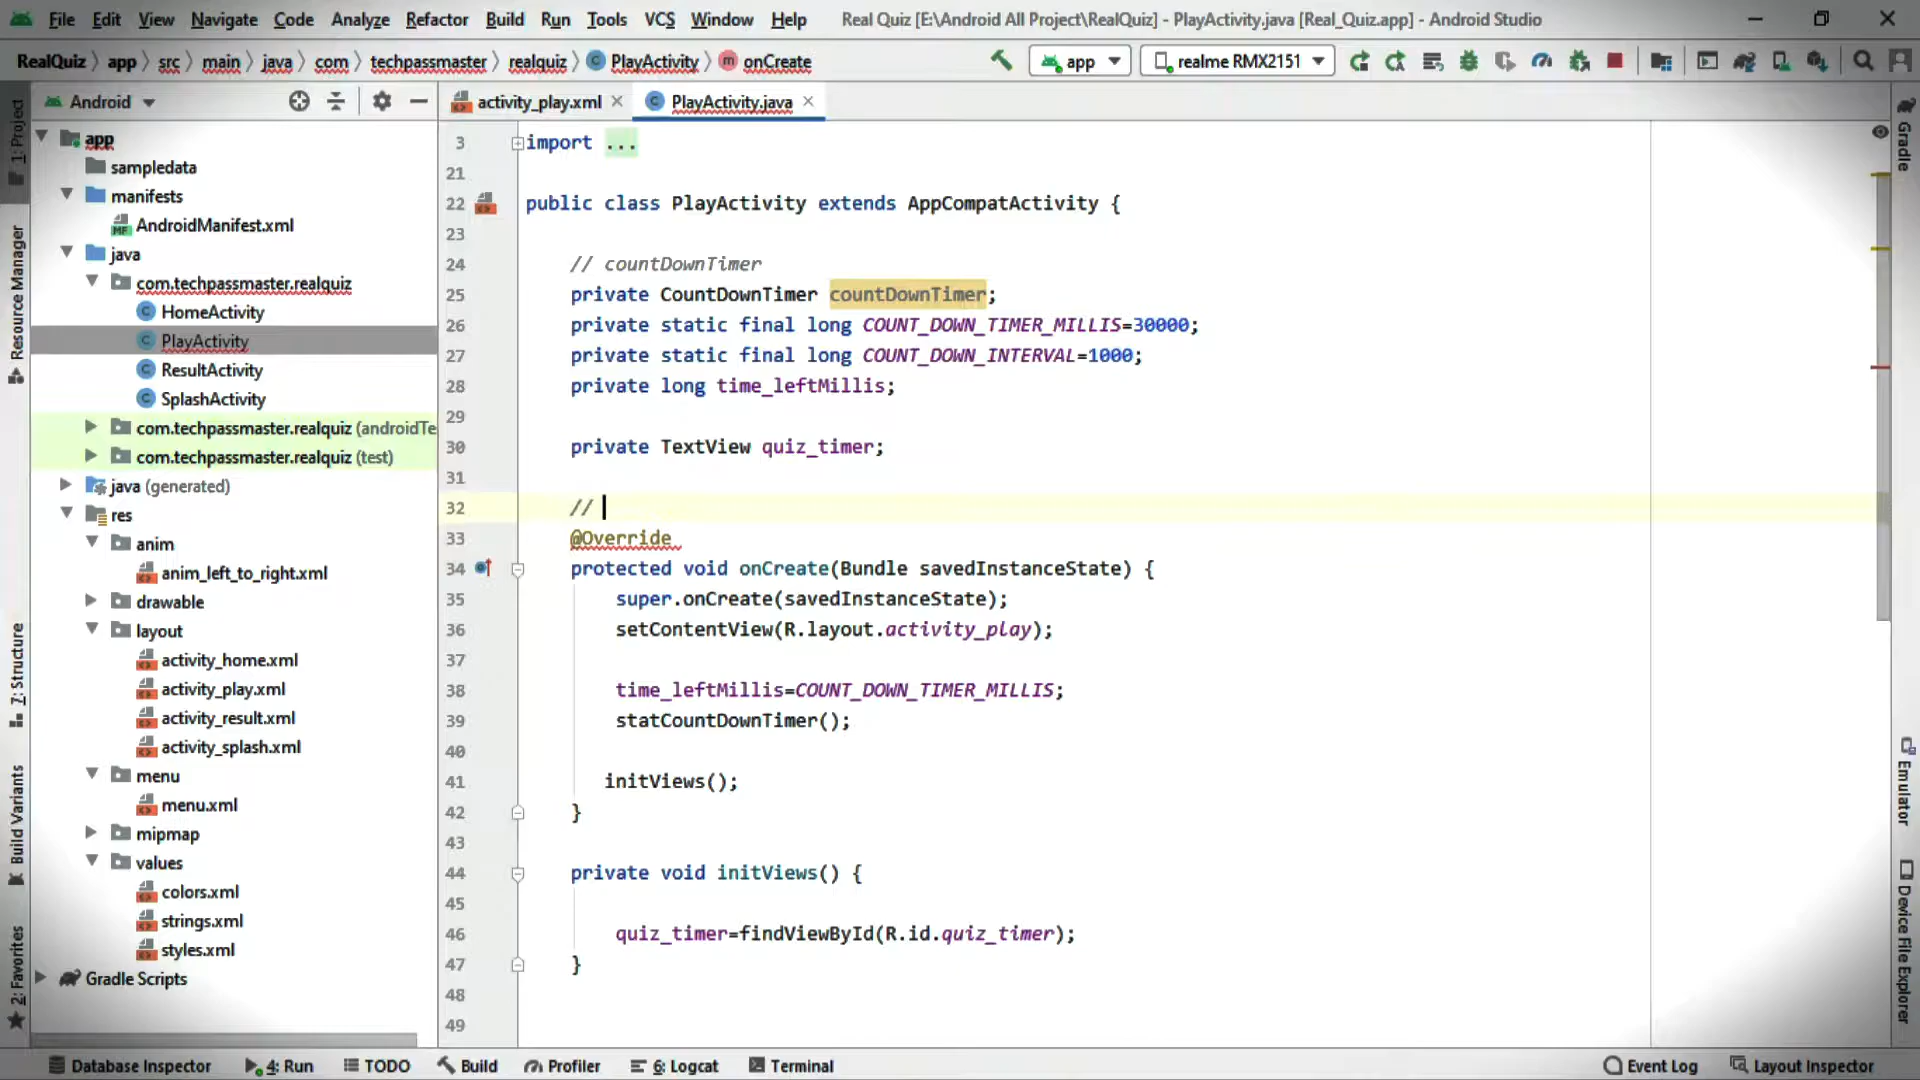 File Edit View Navigate Code Analyze Refactor Build Run Tools VCS Window Help Real Quiz [E:\Android All Project\RealQuiz] - PlayActivity.java [Real_Quiz.app] - Android Studio
RealQuiz app src main java com techpassmaster realquiz PlayActivity onCreate app realme RMX2151
Android activity_play.xml PlayActivity.java
1: Project
Resource Manager
7: Structure
Build Variants
2: Favorites
app
sampledata
manifests
AndroidManifest.xml
java
com.techpassmaster.realquiz
HomeActivity
PlayActivity
ResultActivity
SplashActivity
com.techpassmaster.realquiz (androidTe
com.techpassmaster.realquiz (test)
java (generated)
res
anim
anim_left_to_right.xml
drawable
layout
activity_home.xml
activity_play.xml
activity_result.xml
activity_splash.xml
menu
menu.xml
mipmap
values
colors.xml
strings.xml
styles.xml
Gradle Scripts
3 import ...
21
22 public class PlayActivity extends AppCompatActivity {
23
24 // countDownTimer
25 private CountDownTimer countDownTimer;
26 private static final long COUNT_DOWN_TIMER_MILLIS=30000;
27 private static final long COUNT_DOWN_INTERVAL=1000;
28 private long time_leftMillis;
29
30 private TextView quiz_timer;
31
32 //
33 @Override
34 protected void onCreate(Bundle savedInstanceState) {
35 super.onCreate(savedInstanceState);
36 setContentView(R.layout.activity_play);
37
38 time_leftMillis=COUNT_DOWN_TIMER_MILLIS;
39 statCountDownTimer();
40
41 initViews();
42 }
43
44 private void initViews() {
45
46 quiz_timer=findViewById(R.id.quiz_timer);
47 }
48
49
Gradle
Emulator
Device File Explorer
Database Inspector 4: Run TODO Build Profiler 6: Logcat Terminal Event Log Layout Inspector